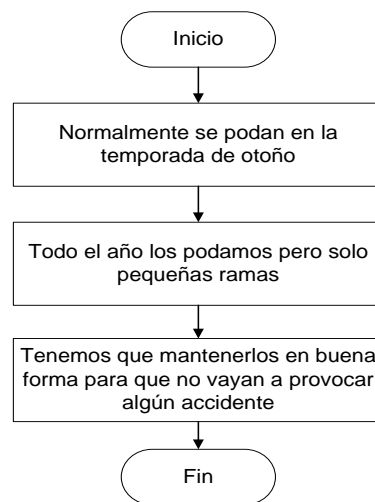 Inicio
Normalmente se podan en la
temporada de otoño
Todo el año los podamos pero solo
pequeñas ramas
Tenemos que mantenerlos en buena
forma para que no vayan a provocar
algún accidente
Fin